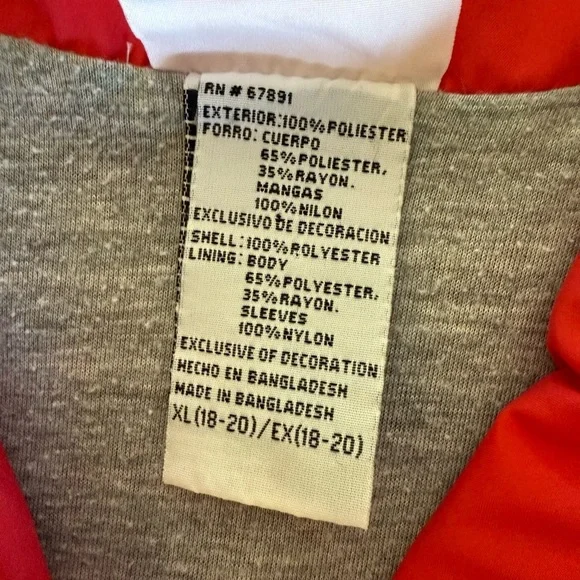 RN # 67891
EXTERIOR:100%POLIESTER
FORRO: CUERPO
65%POLIESTER,
35%RAYON.
MANGAS
100%NILON
EXCLUSIVO DE DECORACION
SHELL:100%POLYESTER
LINING: BODY
65%POLYESTER,
35%RAYON.
SLEEVES
100%NYLON
EXCLUSIVE OF DECORATION
HECHO EN BANGLADESH
MADE IN BANGLADESH
XL(18-20)/EX(18-20)